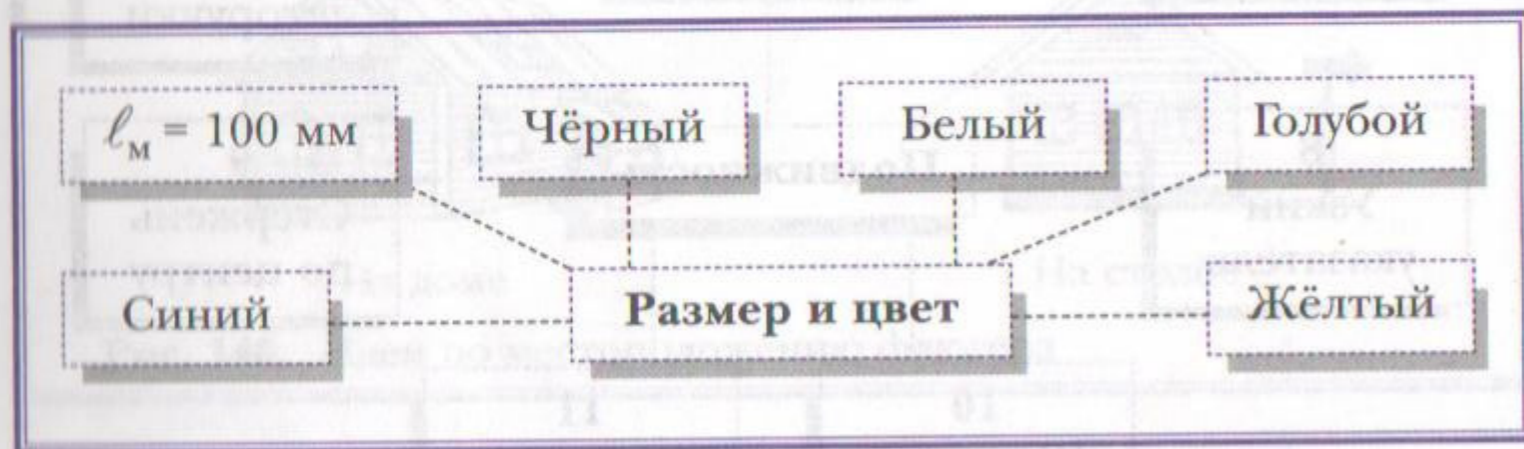 ℓм = 100 мм
Чёрный
Белый
Голубой
Синий
Размер и цвет
Жёлтый